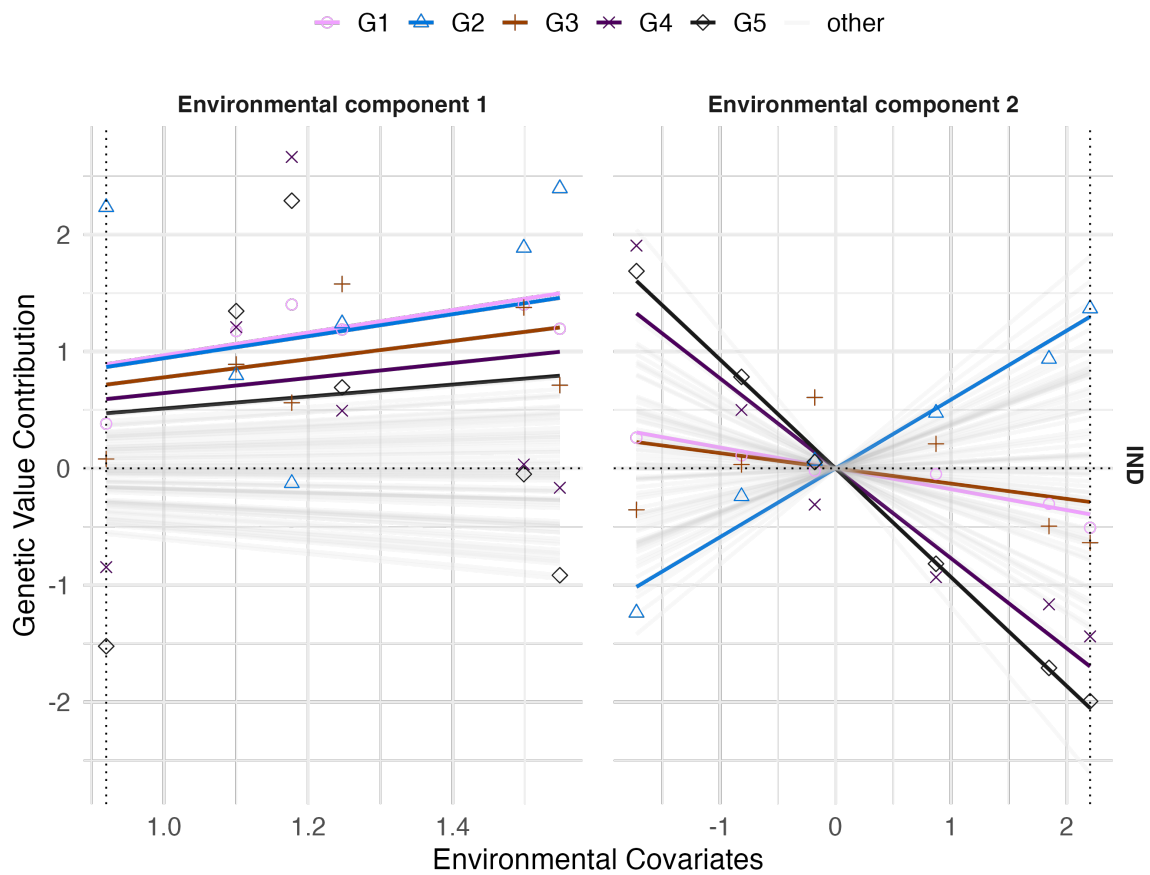 G1 G2 G3 G4 G5 other
Environmental component 1
Environmental component 2
Genetic Value Contribution
2
1
0
-1
-2
IND
1.0 1.2 1.4
-1 0 1 2
Environmental Covariates